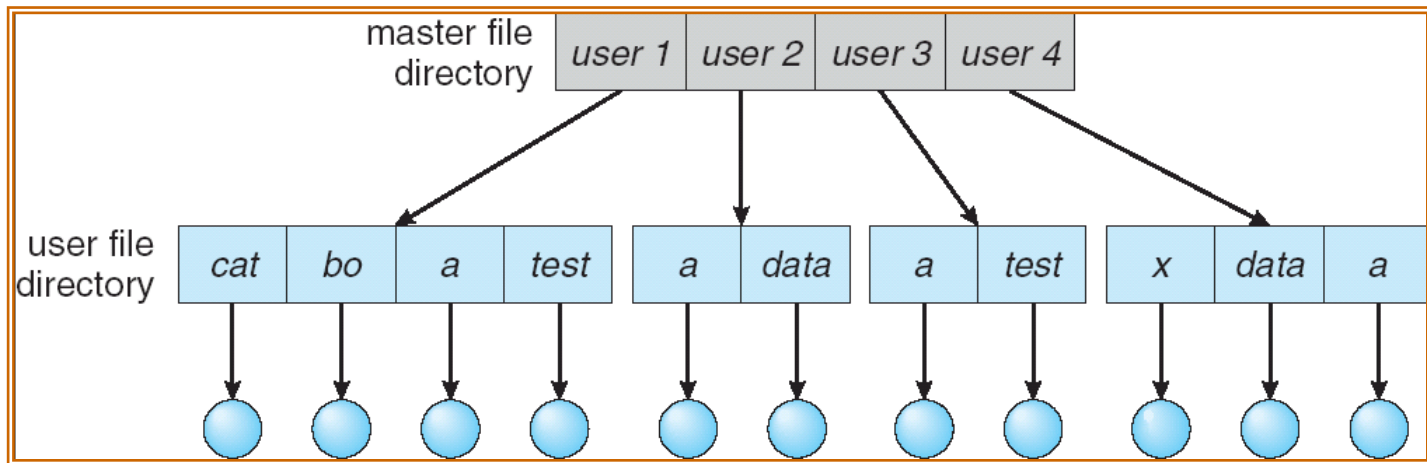 master file
directory
user 1 user 2 user 3 user 4
user file
directory
cat bo a test a data a test x data a